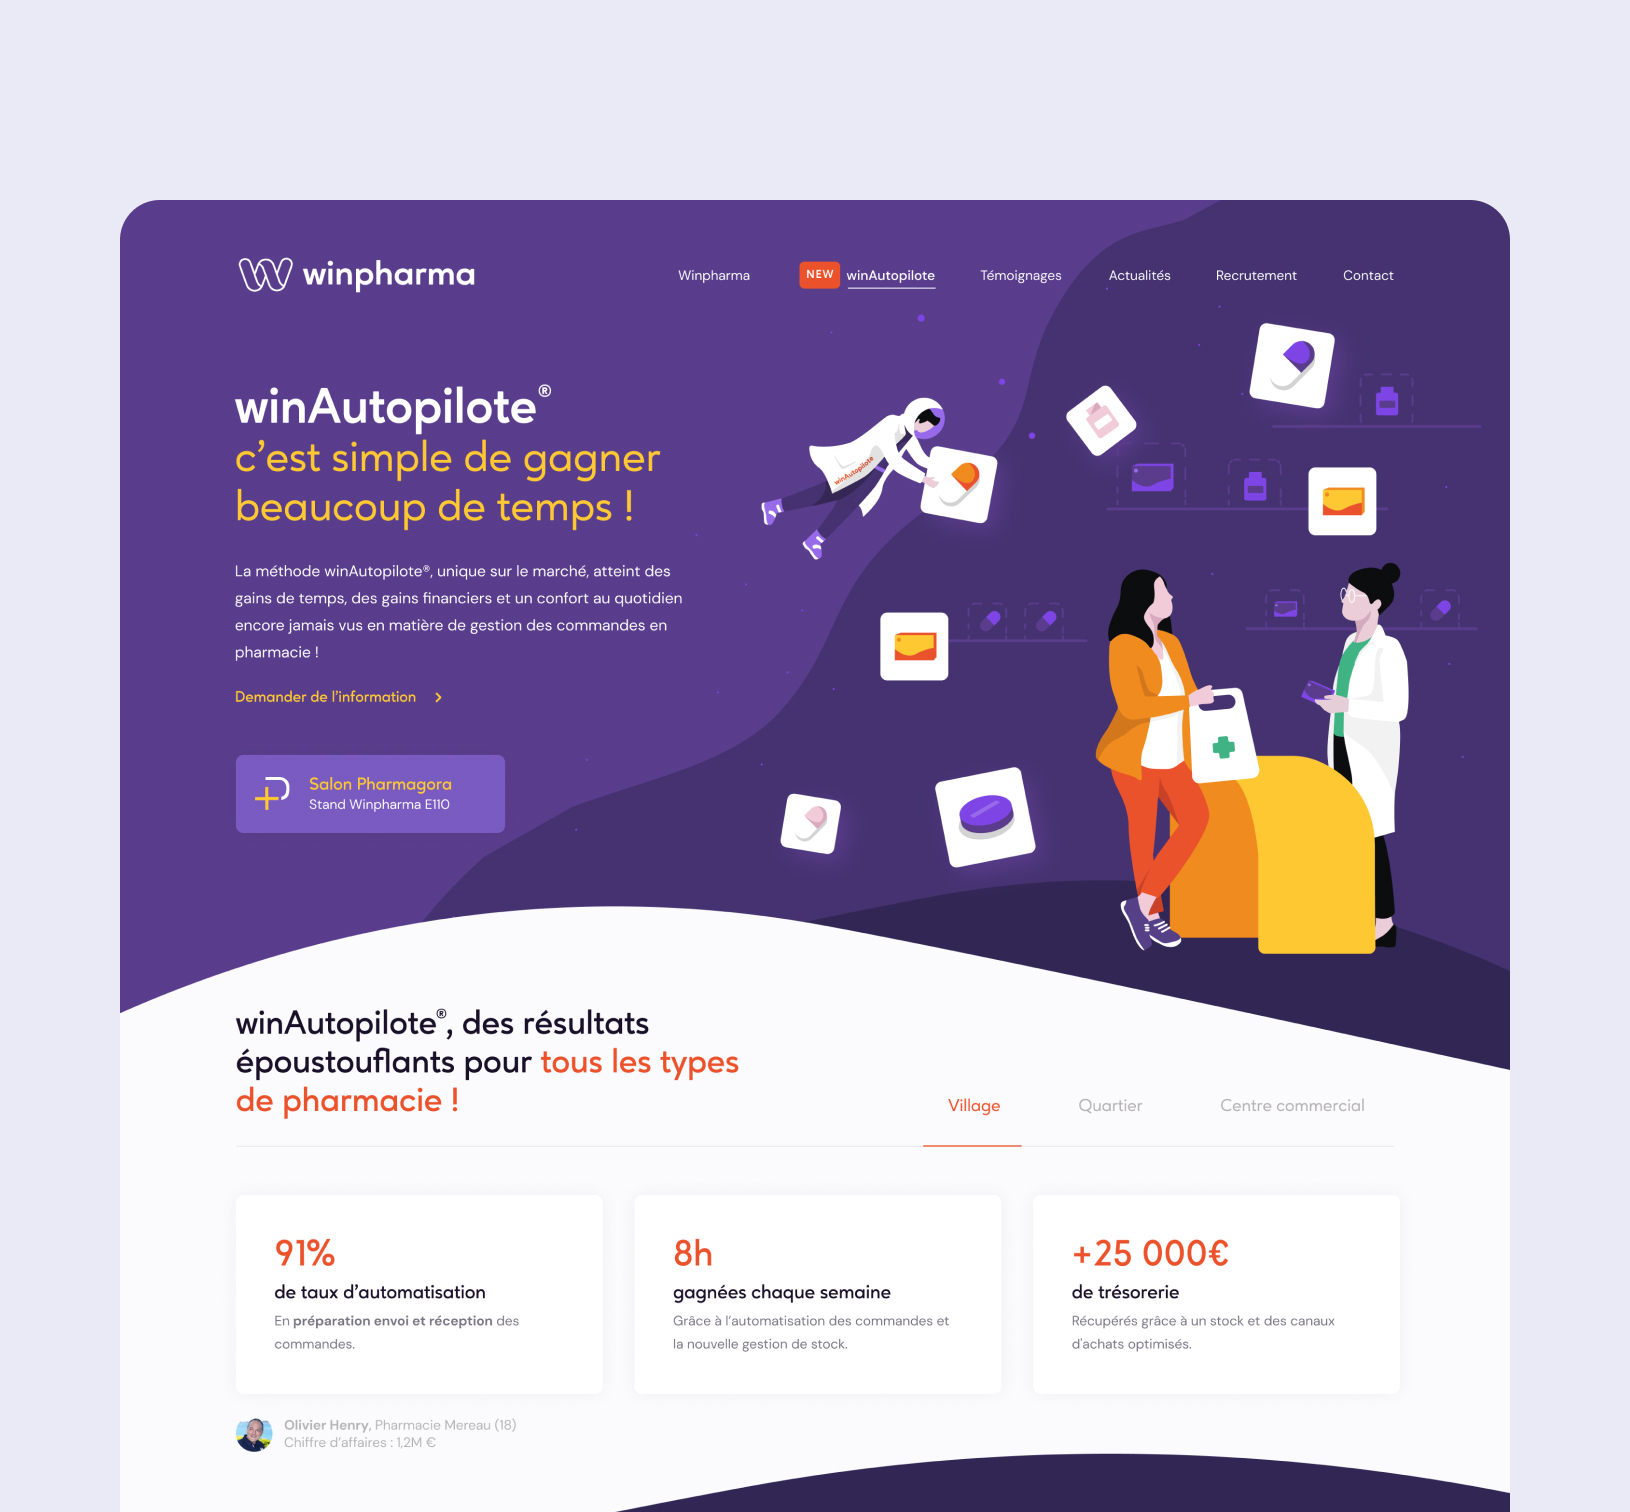 winpharma
Winpharma
NEW winAutopilote
Témoignages
Actualités
Recrutement
Contact
winAutopilote®
c’est simple de gagner
beaucoup de temps !
winAutopilote
La méthode winAutopilote®, unique sur le marché, atteint des
gains de temps, des gains financiers et un confort au quotidien
encore jamais vus en matière de gestion des commandes en
pharmacie !
Demander de l’information
Salon Pharmagora
Stand Winpharma E110
winAutopilote®, des résultats
époustouflants pour tous les types
de pharmacie !
Village
Quartier
Centre commercial
91%
de taux d’automatisation
En préparation envoi et réception des
commandes.
8h
gagnées chaque semaine
Grâce à l’automatisation des commandes et
la nouvelle gestion de stock.
+25 000€
de trésorerie
Récupérés grâce à un stock et des canaux
d'achats optimisés.
Olivier Henry, Pharmacie Mereau (18)
Chiffre d’affaires : 1,2M €